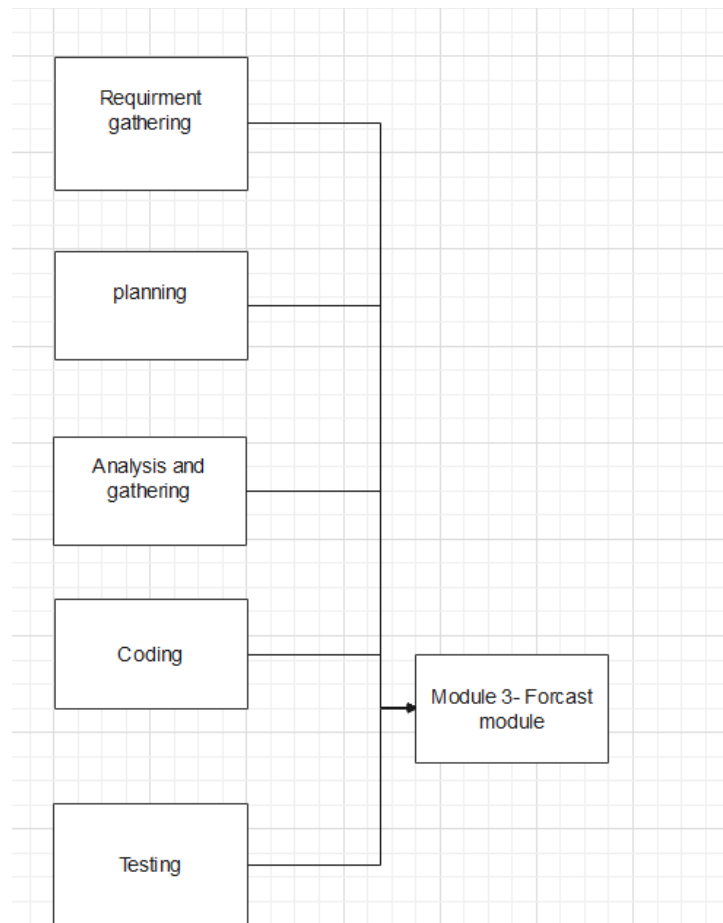 Requirment
gathering
planning
Analysis and
gathering
Coding
Module 3- Forcast
module
Testing